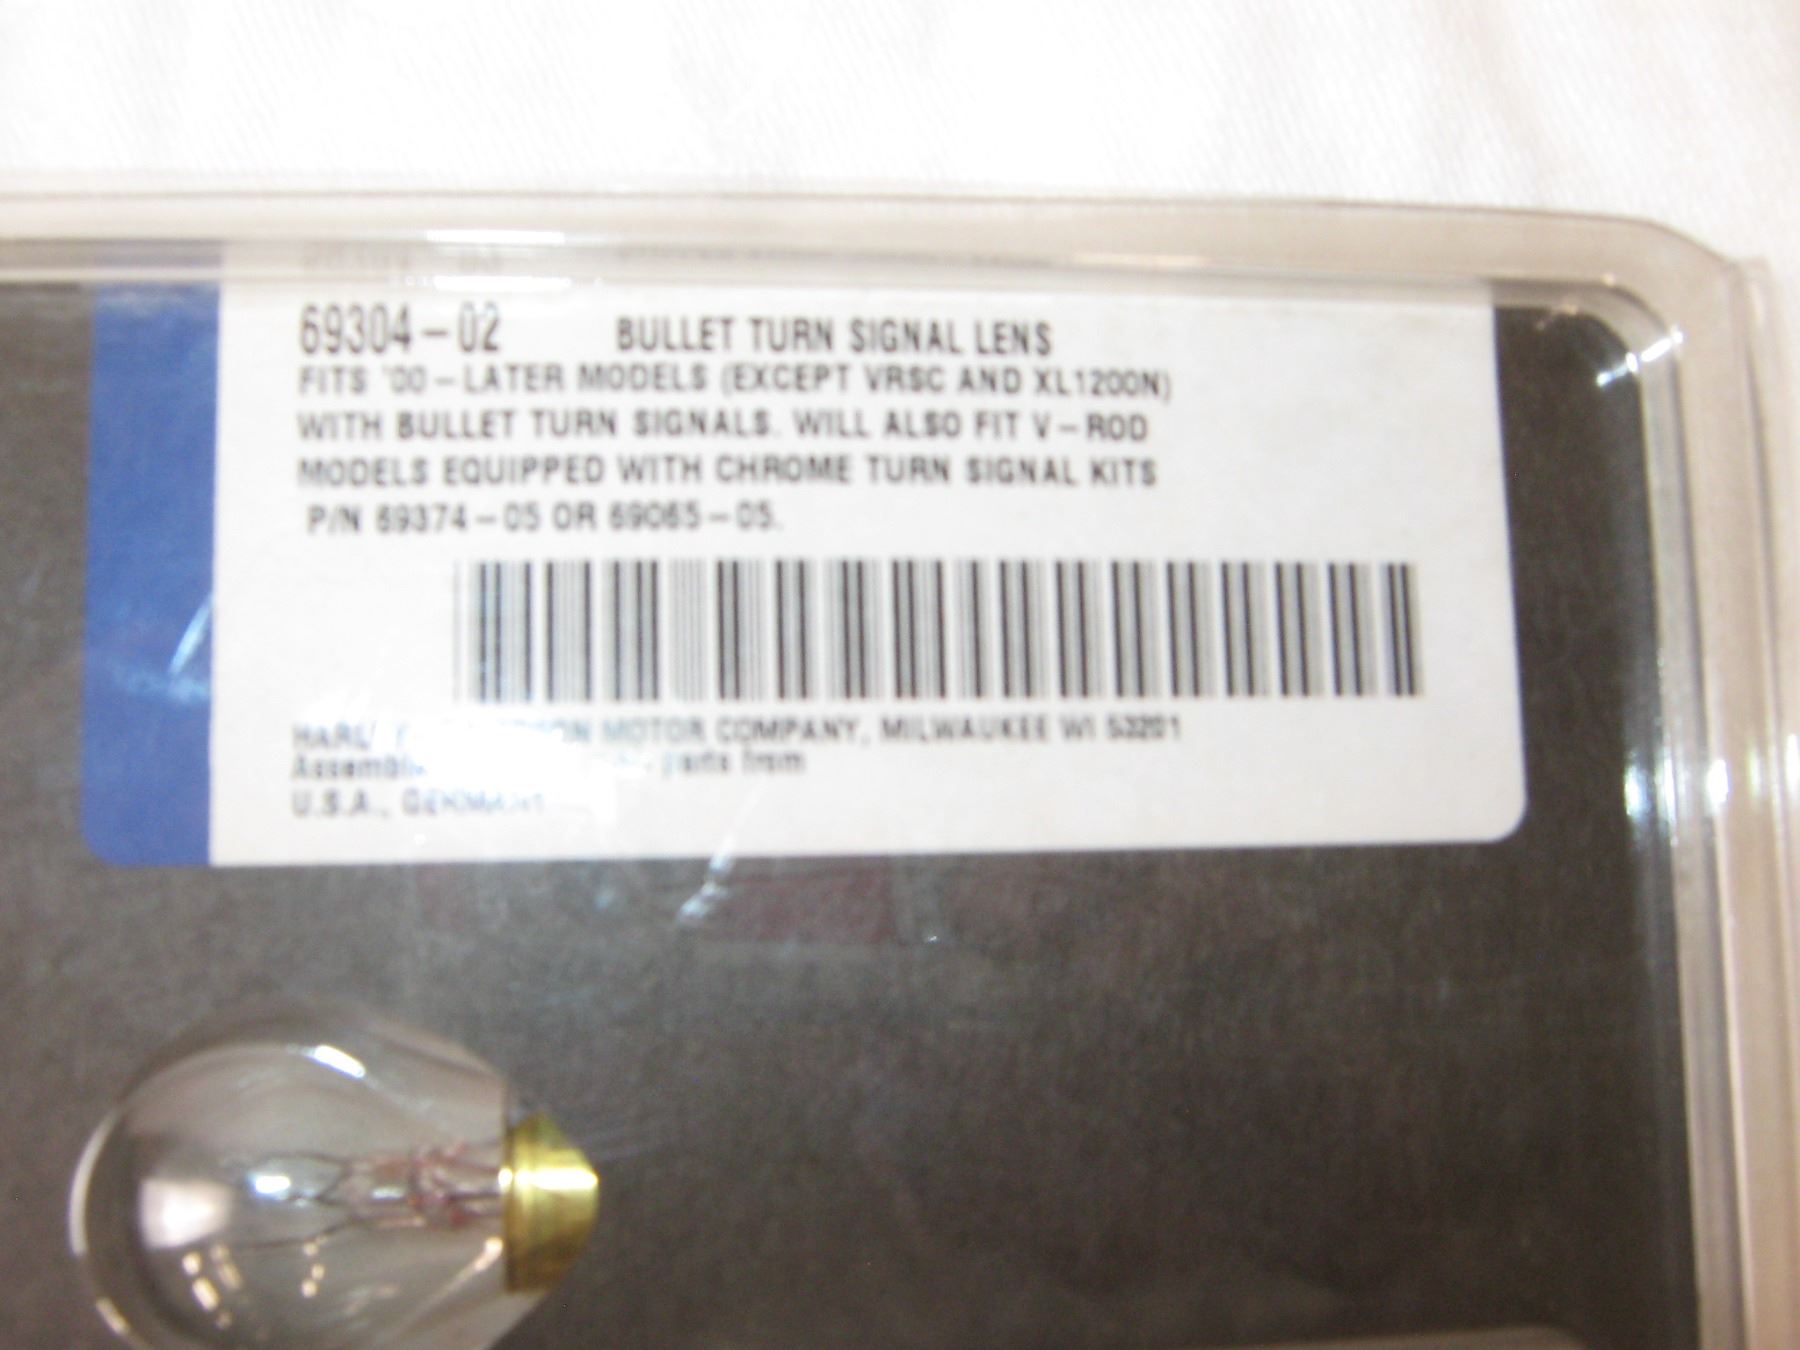 69304-02 BULLET TURN SIGNAL LENS
FITS '00-LATER MODELS (EXCEPT VRSC AND XL1200N)
WITH BULLET TURN SIGNALS. WILL ALSO FIT V-ROD
MODELS EQUIPPED WITH CHROME TURN SIGNAL KITS
P/N 69374-05 OR 69065-05.
MOTOR COMPANY, MILWAUKEE WI 53201
parts from
U.S.A., GERMANY